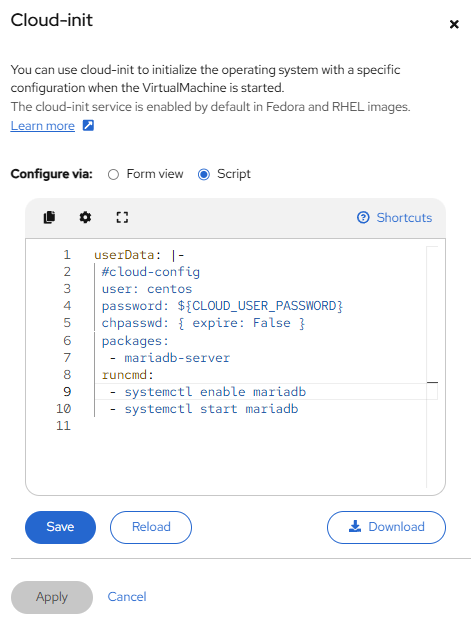 Cloud-init
You can use cloud-init to initialize the operating system with a specific
configuration when the VirtualMachine is started.
The cloud-init service is enabled by default in Fedora and RHEL images.
Learn more
Configure via: Form view Script
Shortcuts
1 userData: |-
2 #cloud-config
3 user: centos
4 password: ${CLOUD_USER_PASSWORD}
5 chpasswd: { expire: False }
6 packages:
7 - mariadb-server
8 runcmd:
9 - systemctl enable mariadb
10 - systemctl start mariadb
11
Save Reload Download
Apply Cancel